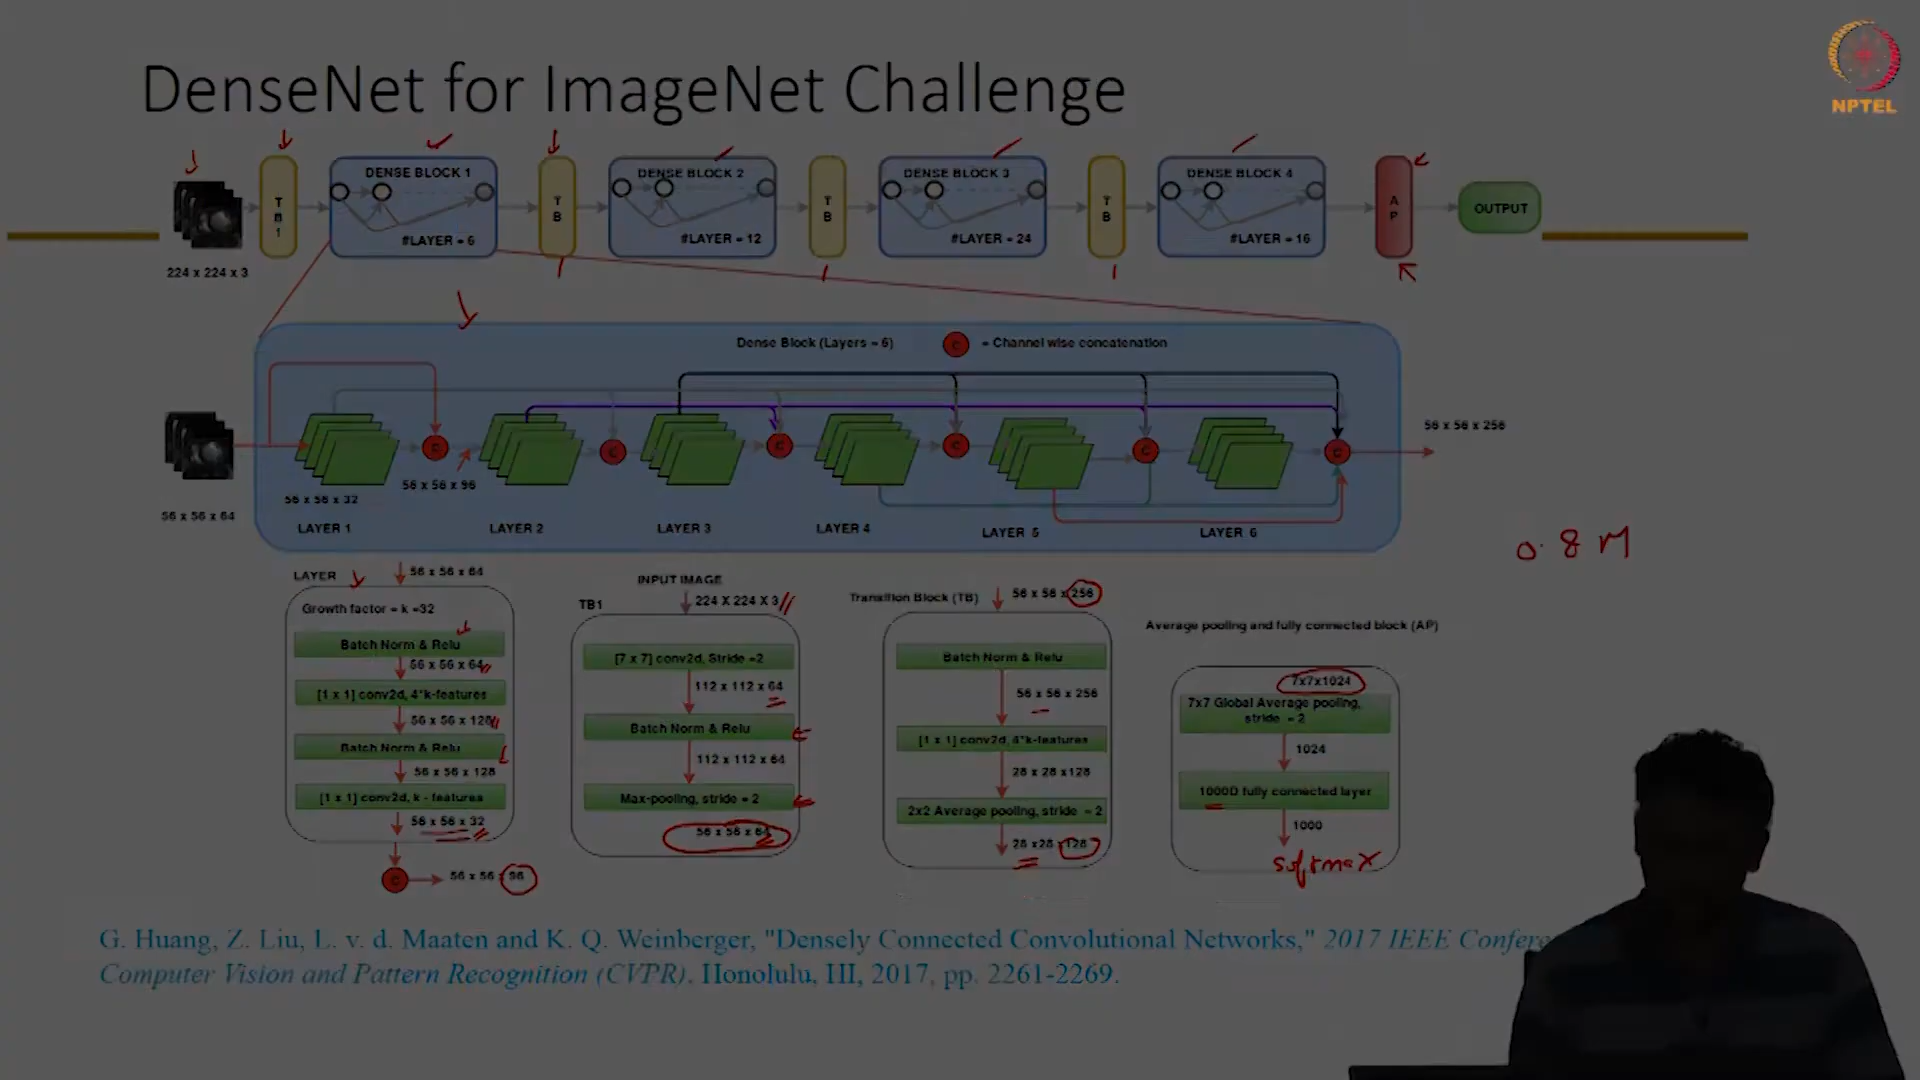 DenseNet for ImageNet Challenge
NPTEL
DENSE BLOCK 1
DENSE BLOCK 2
DENSE BLOCK 3
DENSE BLOCK 4
T
B
T
B
T
B
A
P
OUTPUT
#LAYER = 6
#LAYER = 12
#LAYER = 24
#LAYER = 16
224 x 224 x 3
Dense Block (Layers = 6)
C
= Channel wise concatenation
C
C
C
C
C
C
56 x 56 x 256
56 x 56 x 96
56 x 56 x 32
56 x 56 x 64
LAYER 1
LAYER 2
LAYER 3
LAYER 4
LAYER 5
LAYER 6
0.8 M
LAYER
56 x 56 x 64
Growth factor = k =32
Batch Norm & Relu
56 x 56 x 64
[1 x 1] conv2d, 4*k-features
56 x 56 x 128
Batch Norm & Relu
56 x 56 x 128
[1 x 1] conv2d, k - features
56 x 56 x 32
C
56 x 56 x 96
INPUT IMAGE
TB1
224 X 224 X 3
[7 x 7] conv2d, Stride =2
112 x 112 x 64
Batch Norm & Relu
112 x 112 x 64
Max-pooling, stride = 2
56 x 56 x 64
Transition Block (TB)
56 x 56 x 256
Batch Norm & Relu
56 x 56 x 256
[1 x 1] conv2d, 4*k-features
28 x 28 x128
2x2 Average pooling, stride = 2
28 x28 x128
Average pooling and fully connected block (AP)
7x7x1024
7x7 Global Average pooling,
stride = 2
1024
1000D fully connected layer
1000
softmax
G. Huang, Z. Liu, L. v. d. Maaten and K. Q. Weinberger, "Densely Connected Convolutional Networks," 2017 IEEE Confere
Computer Vision and Pattern Recognition (CVPR), Honolulu, HI, 2017, pp. 2261-2269.